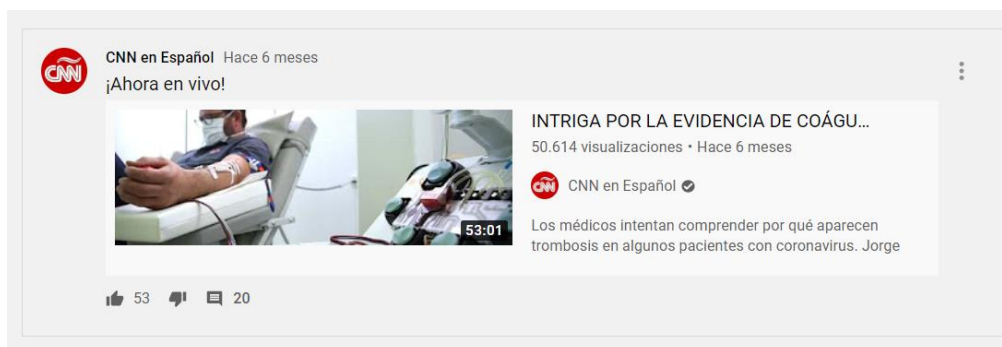 CNN en Español Hace 6 meses
¡Ahora en vivo!
INTRIGA POR LA EVIDENCIA DE COÁGU...
50.614 visualizaciones • Hace 6 meses
CNN en Español
53:01
Los médicos intentan comprender por qué aparecen
trombosis en algunos pacientes con coronavirus. Jorge
53 20